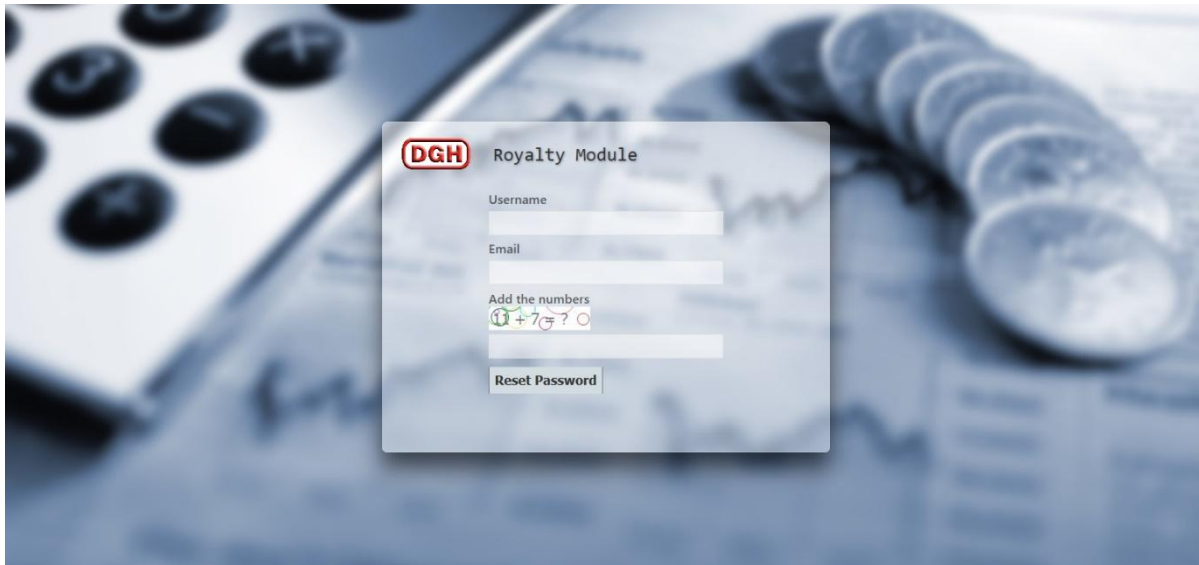 DGH Royalty Module
Username
Email
Add the numbers
11 + 7 = ?
Reset Password